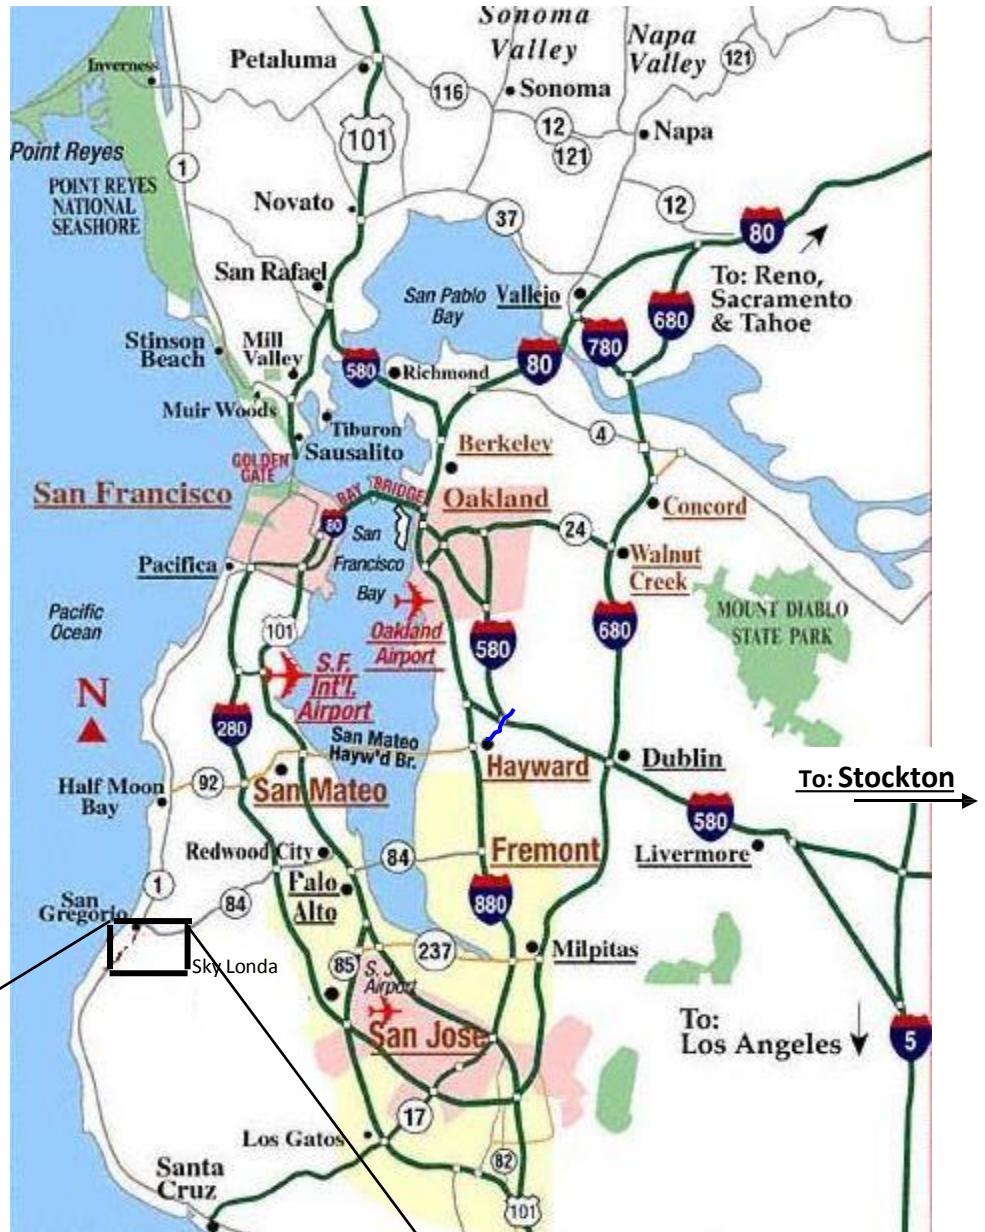 Sonoma
Valley
Napa
Valley
121
Inverness
Petaluma
116
Sonoma
12
121
Napa
101
Point Reyes
1
POINT REYES
NATIONAL
SEASHORE
Novato
37
12
80
San Rafael
San Pablo
Bay
Vallejo
To: Reno,
Sacramento
& Tahoe
680
780
Stinson
Beach
Mill
Valley
580
Richmond
80
Muir Woods
Tiburon
Sausalito
4
Berkeley
GOLDEN
GATE
San Francisco
BAY BRIDGE
Oakland
Concord
80
San
Francisco
Bay
24
Walnut
Creek
Pacifica
Pacific
Ocean
MOUNT DIABLO
STATE PARK
101
Oakland
Airport
580
680
S.F.
Int'l.
Airport
N
280
San Mateo
Hayw'd Br.
Hayward
Dublin
To: Stockton
Half Moon
Bay
92
San Mateo
580
Livermore
Redwood City
84
Fremont
Palo
Alto
1
San
Gregorio
84
880
237
Milpitas
Sky Londa
85
S. J.
Airport
San Jose
To:
Los Angeles
5
17
Los Gatos
82
Santa
Cruz
101